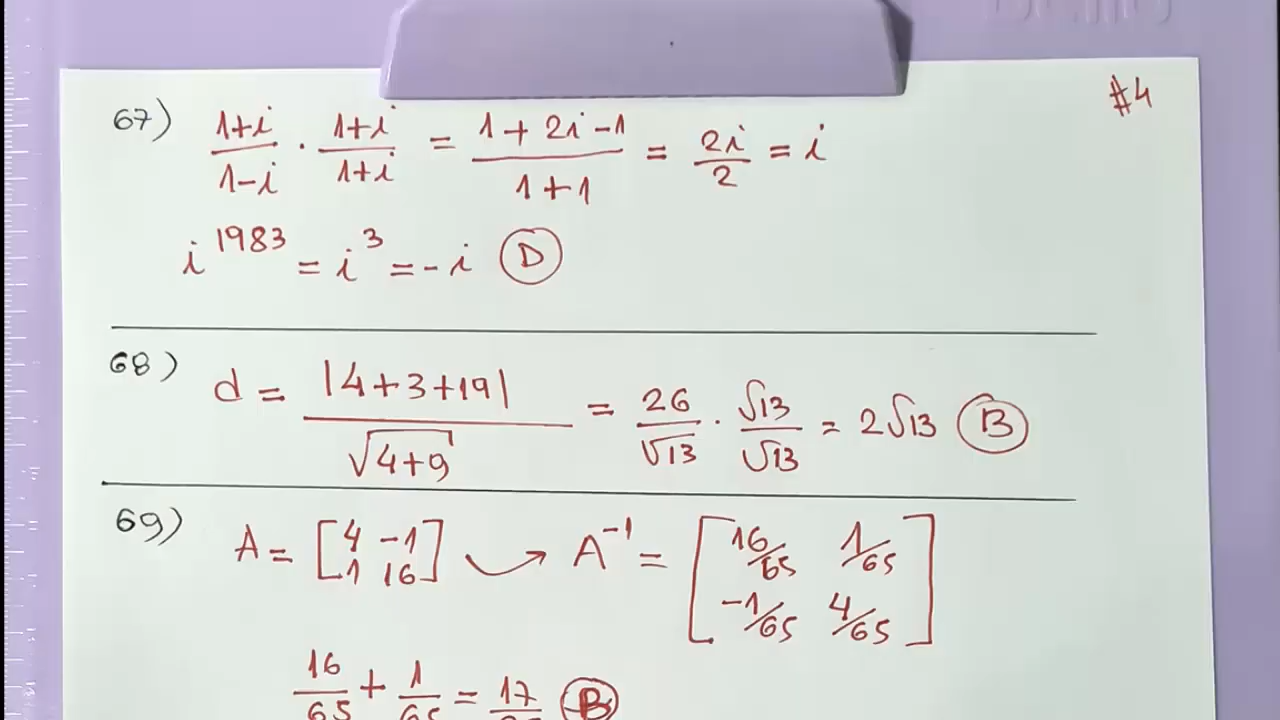 #4
67) 1+i/1-i · 1+i/1+i = 1+2i-1/1+1 = 2i/2 = i
i^1983 = i^3 = -i (D)
68) d = |4+3+19|/√(4+9) = 26/√13 · √13/√13 = 2√13 (B)
69) A = [4 -1; 1 16] → A^-1 = [16/65 1/65; -1/65 4/65]
16/65 + 1/65 = 17/ (B)